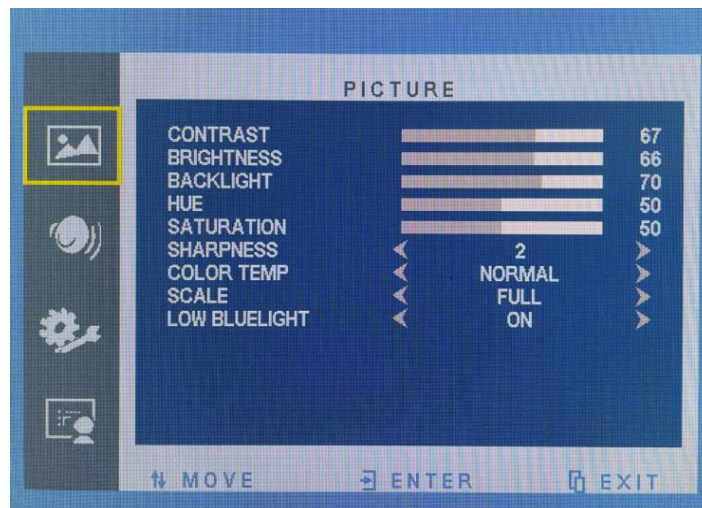 PICTURE
CONTRAST 67
BRIGHTNESS 66
BACKLIGHT 70
HUE 50
SATURATION 50
SHARPNESS 2
COLOR TEMP NORMAL
SCALE FULL
LOW BLUELIGHT ON
MOVE ENTER EXIT